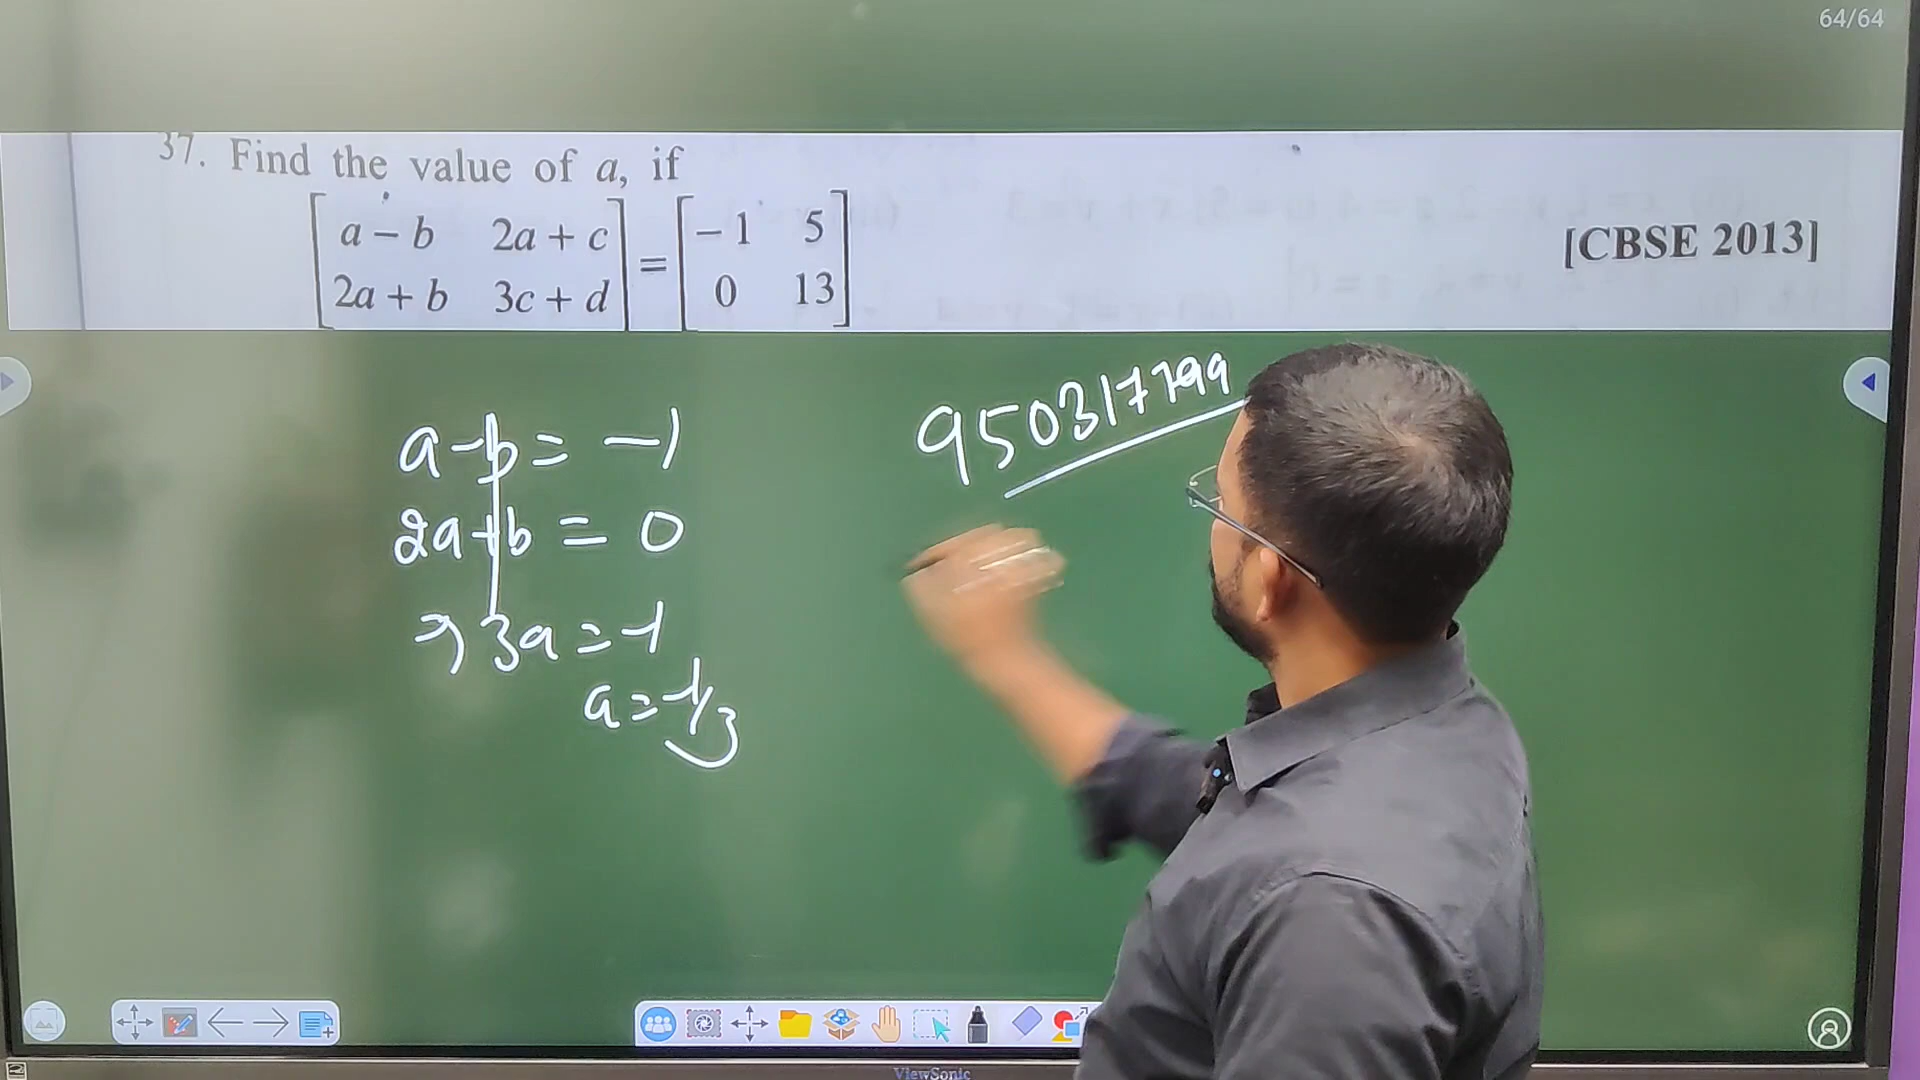 64/64
37. Find the value of a, if
[a – b 2a + c
2a + b 3c + d] = [– 1 5
0 13]
[CBSE 2013]
a-b = -1
2a+b = 0
3a = -1
a = -1/3
ViewSonic